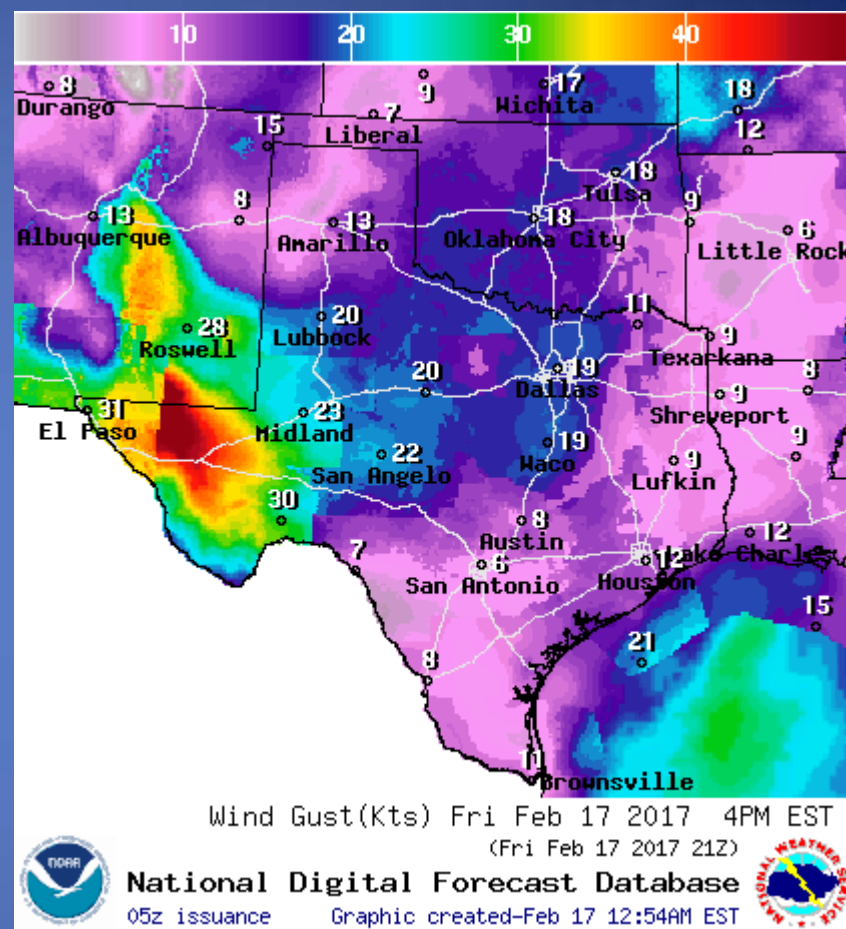 10 20 30 40
8 9 17 18
Durango Wichita
7
Liberal
15 12
18
Tulsa
13 8 13 18 9 6
Albuquerque Amarillo Oklahoma City Little Rock
28 20 11
Roswell Lubbock
9
Texarkana
19
Dallas
20 9 8
31 23 Shreveport
El Paso Midland
22 19 9 9
San Angelo Waco Lufkin
30 8 12
Austin
7 6 12 Lake Charle
San Antonio Houston
15
21
8
11
Brownsville
Wind Gust(Kts) Fri Feb 17 2017 4PM EST
(Fri Feb 17 2017 21Z)
National Digital Forecast Database
05z issuance Graphic created-Feb 17 12:54AM EST
NOAA
NATIONAL WEATHER SERVICE